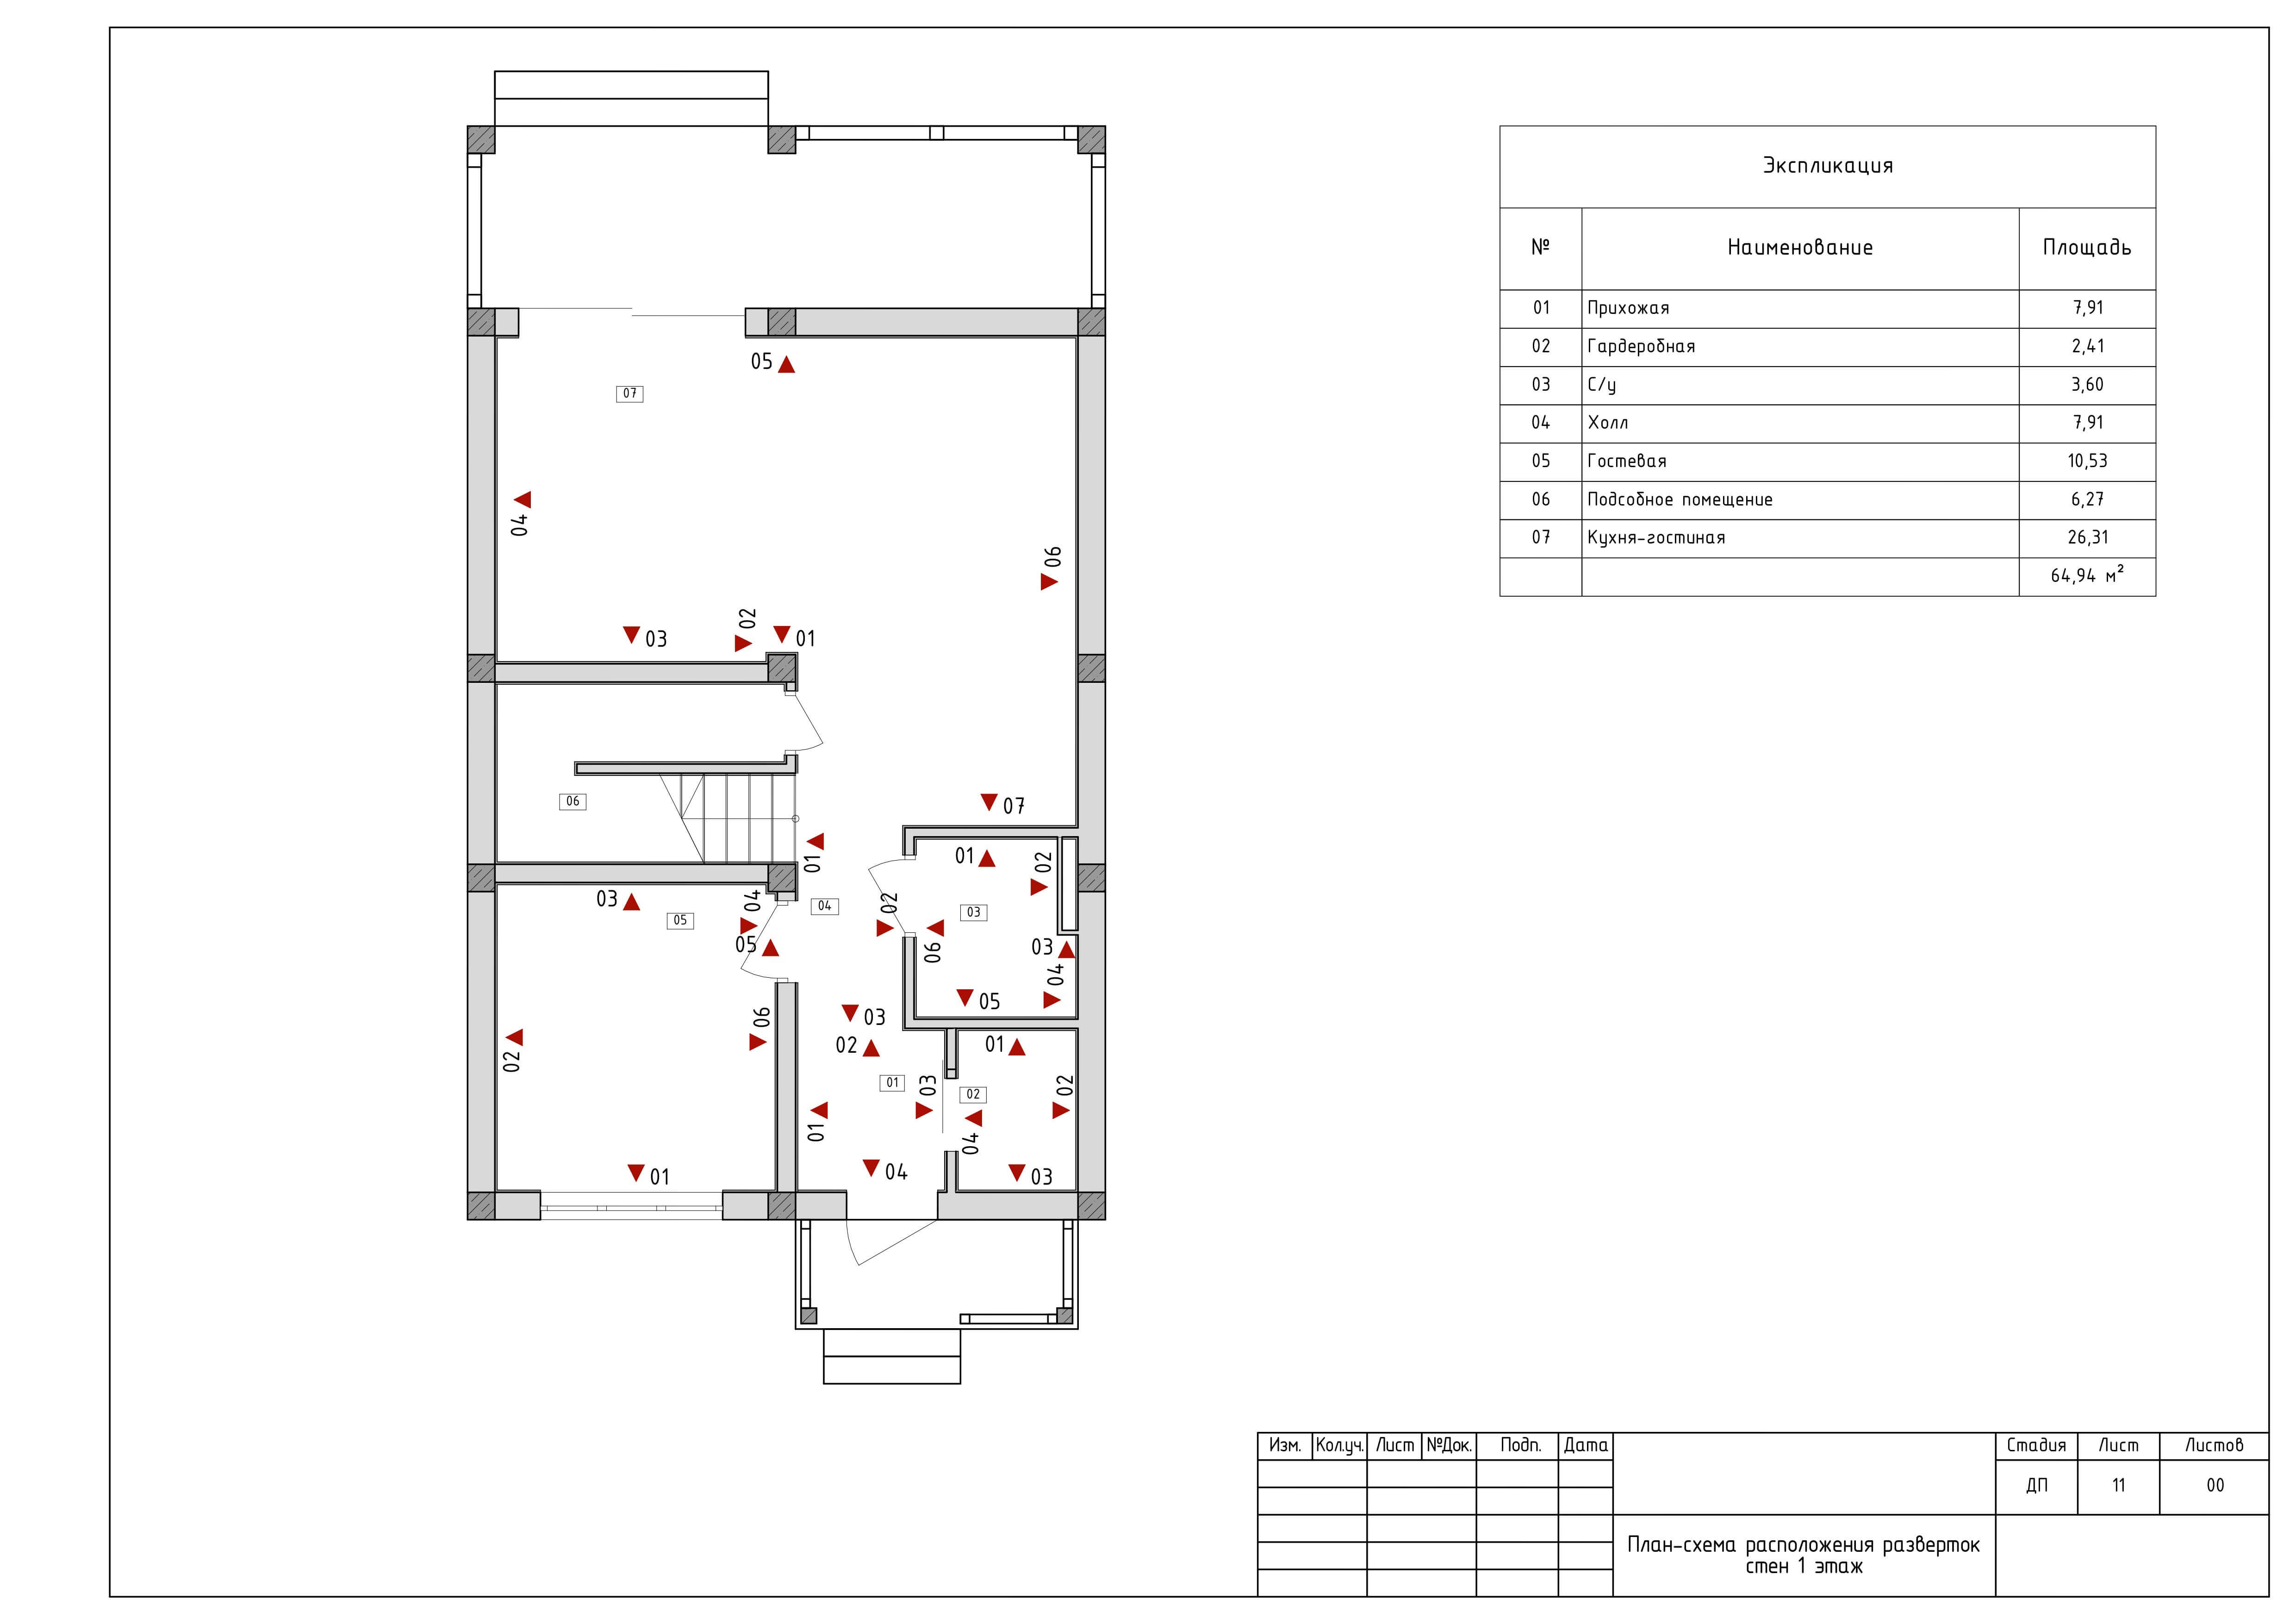 Экспликация
№ Наименование Площадь
01 Прихожая 7,91
02 Гардеробная 2,41
03 С/у 3,60
04 Холл 7,91
05 Гостевая 10,53
06 Подсобное помещение 6,27
07 Кухня-гостиная 26,31
64,94 м²
05
07
04
06
02
03
01
06
07
01
01
02
03
04
04
02
03
05
06
03
05
04
03
05
02
06
03
02
01
01
02
03
02
01
04
04
01
03
Изм. Кол.уч. Лист №Док. Подп. Дата
Стадия Лист Листов
ДП 11 00
План-схема расположения разверток
стен 1 этаж